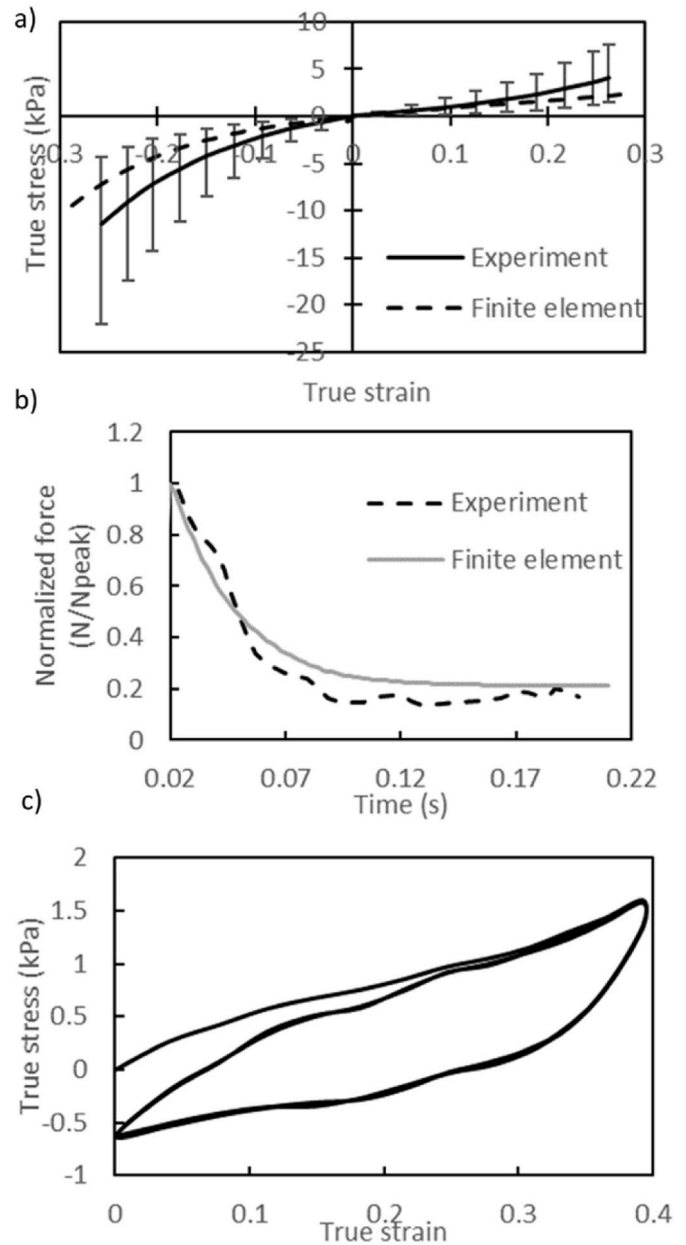 a)
True stress (kPa)
10
5
0
-0.3 -0.2 -0.1 0 0.1 0.2 0.3
-5
-10
-15
-20
-25
Experiment
Finite element
True strain
b)
Normalized force
(N/Npeak)
1.2
1
0.8
0.6
0.4
0.2
0
Experiment
Finite element
0.02 0.07 0.12 0.17 0.22
Time (s)
c)
True stress (kPa)
2
1.5
1
0.5
0
-0.5
-1
0 0.1 0.2 0.3 0.4
True strain